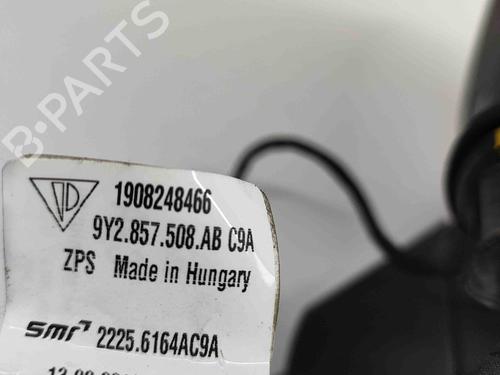 B-PARTS
1908248466
9Y2.857.508.AB C9A
ZPS Made in Hungary
smr 2225.6164AC9A